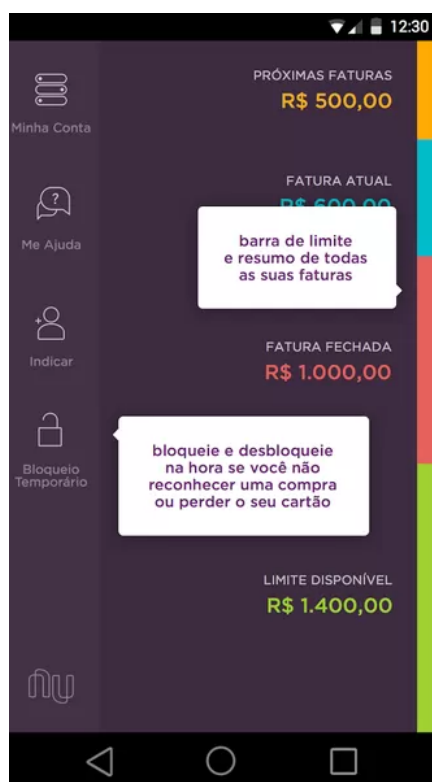 12:30
PRÓXIMAS FATURAS
R$ 500,00
Minha Conta
FATURA ATUAL
R$ 600,00
Me Ajuda
barra de limite
e resumo de todas
as suas faturas
FATURA FECHADA
R$ 1.000,00
Indicar
bloqueie e desbloqueie
na hora se você não
reconhecer uma compra
ou perder o seu cartão
Bloqueio
Temporário
LIMITE DISPONÍVEL
R$ 1.400,00
nu